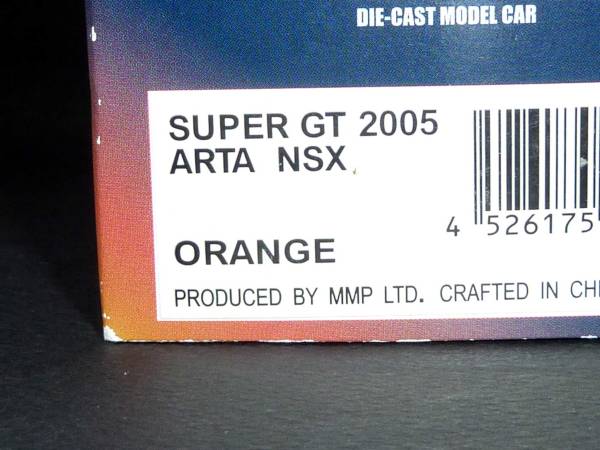 DIE-CAST MODEL CAR
SUPER GT 2005
ARTA NSX
4 526175
ORANGE
PRODUCED BY MMP LTD. CRAFTED IN CHI